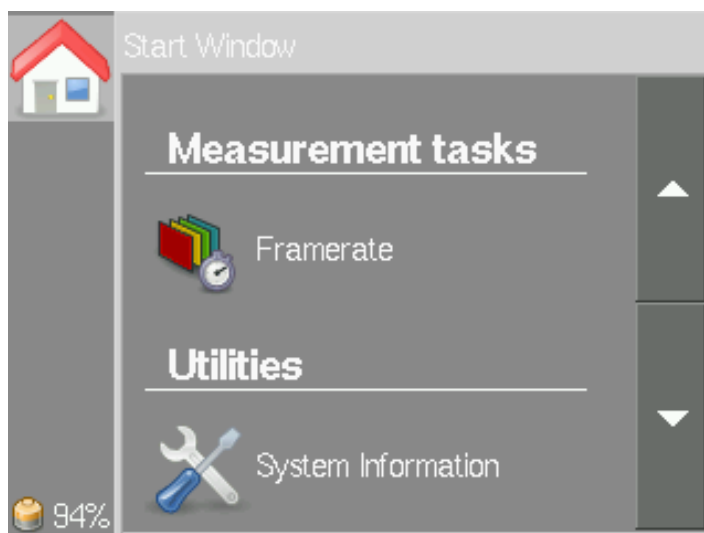 Start Window
Measurement tasks
Framerate
Utilities
System Information
94%